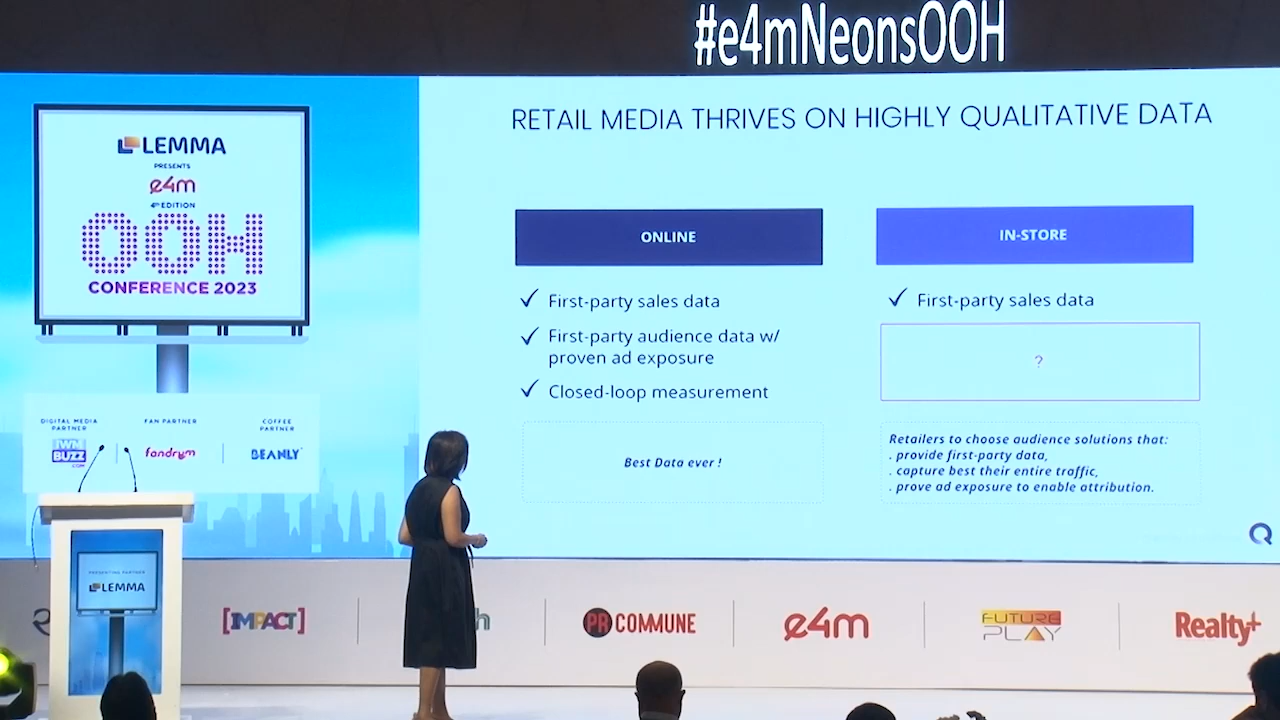 #e4mNeonsOOH
LEMMA
PRESENTS
e4m
4th EDITION
OOH
CONFERENCE 2023
DIGITAL MEDIA
PARTNER
IWM
BUZZ
.COM
FAN PARTNER
fandrum
COFFEE
PARTNER
BEANLY
RETAIL MEDIA THRIVES ON HIGHLY QUALITATIVE DATA
ONLINE
✓ First-party sales data
✓ First-party audience data w/
proven ad exposure
✓ Closed-loop measurement
Best Data ever !
IN-STORE
✓ First-party sales data
?
Retailers to choose audience solutions that:
. provide first-party data,
. capture best their entire traffic,
. prove ad exposure to enable attribution.
PRESENTING PARTNER
LEMMA
[IMPACT]
h
PR COMMUNE
e4m
FUTURE
PLAY
Realty+